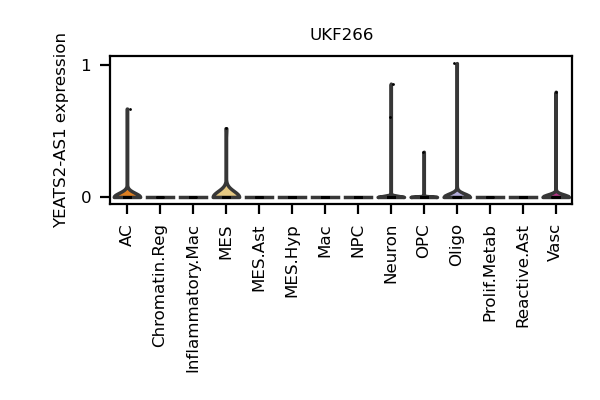 UKF266
YEATS2-AS1 expression
1
0
AC
Chromatin.Reg
Inflammatory.Mac
MES
MES.Ast
MES.Hyp
Mac
NPC
Neuron
OPC
Oligo
Prolif.Metab
Reactive.Ast
Vasc